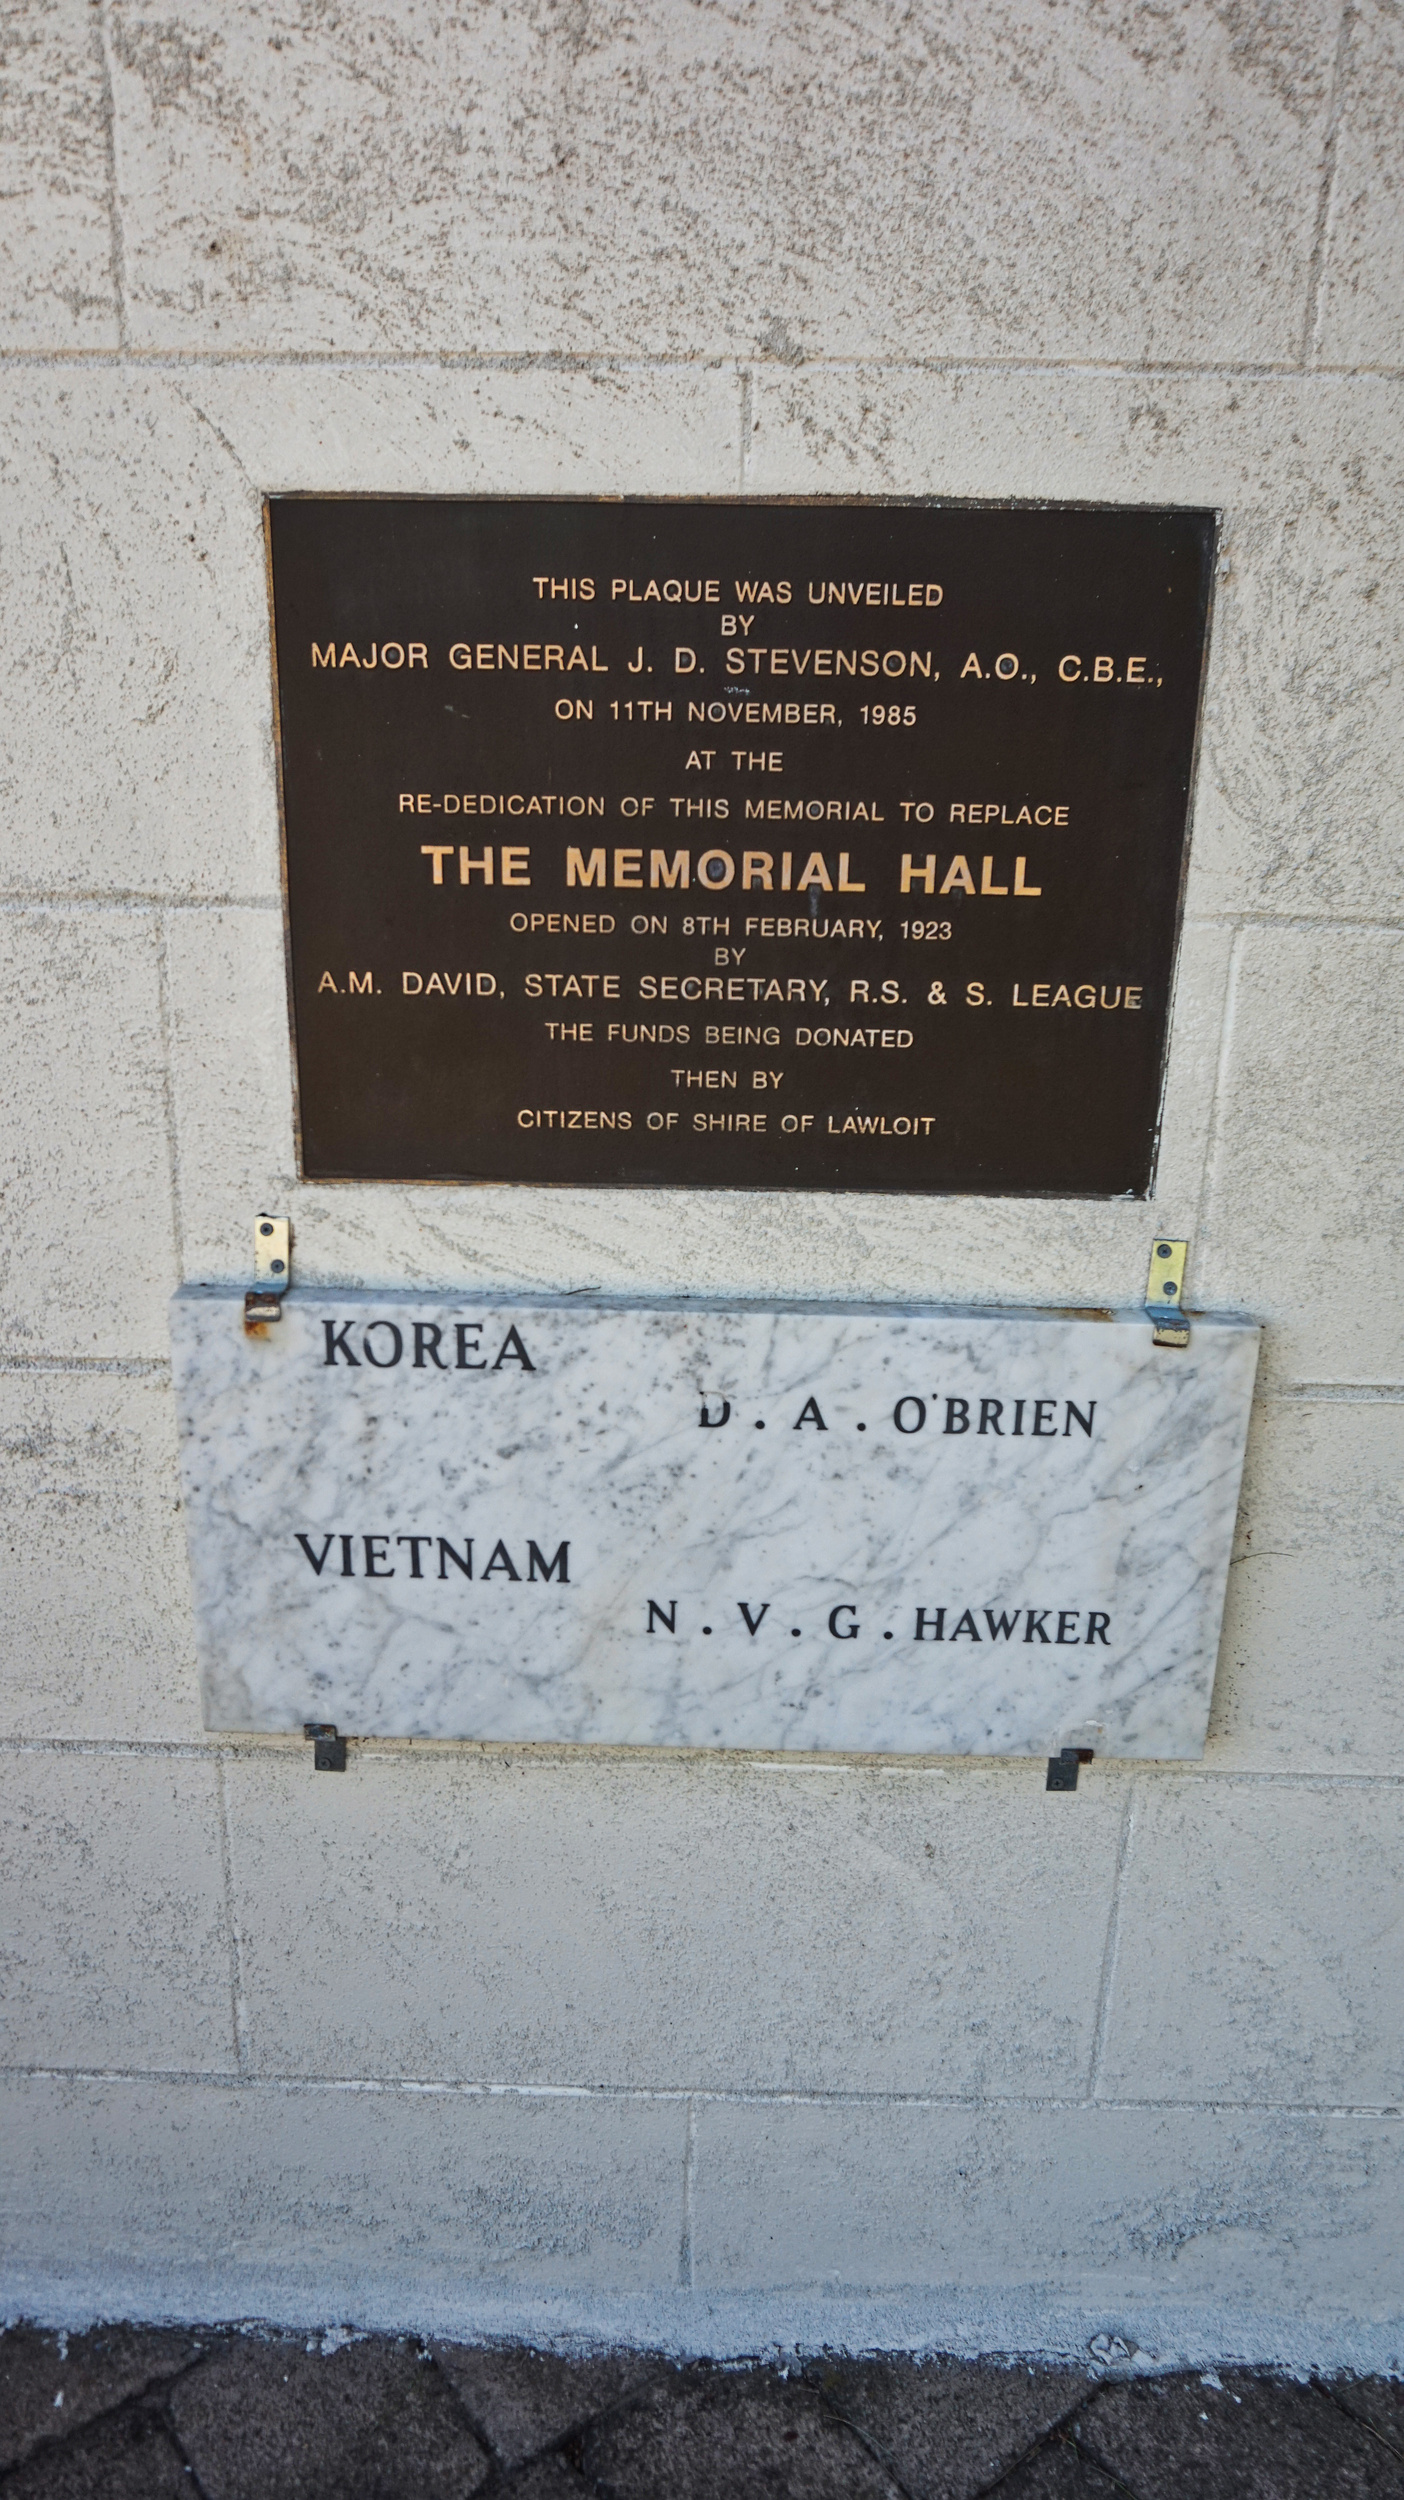 THIS PLAQUE WAS UNVEILED
BY
MAJOR GENERAL J. D. STEVENSON, A.O., C.B.E.,
ON 11TH NOVEMBER, 1985
AT THE
RE-DEDICATION OF THIS MEMORIAL TO REPLACE
THE MEMORIAL HALL
OPENED ON 8TH FEBRUARY, 1923
BY
A.M. DAVID, STATE SECRETARY, R.S. & S. LEAGUE
THE FUNDS BEING DONATED
THEN BY
CITIZENS OF SHIRE OF LAWLOIT
KOREA
D . A . O'BRIEN
VIETNAM
N . V . G . HAWKER